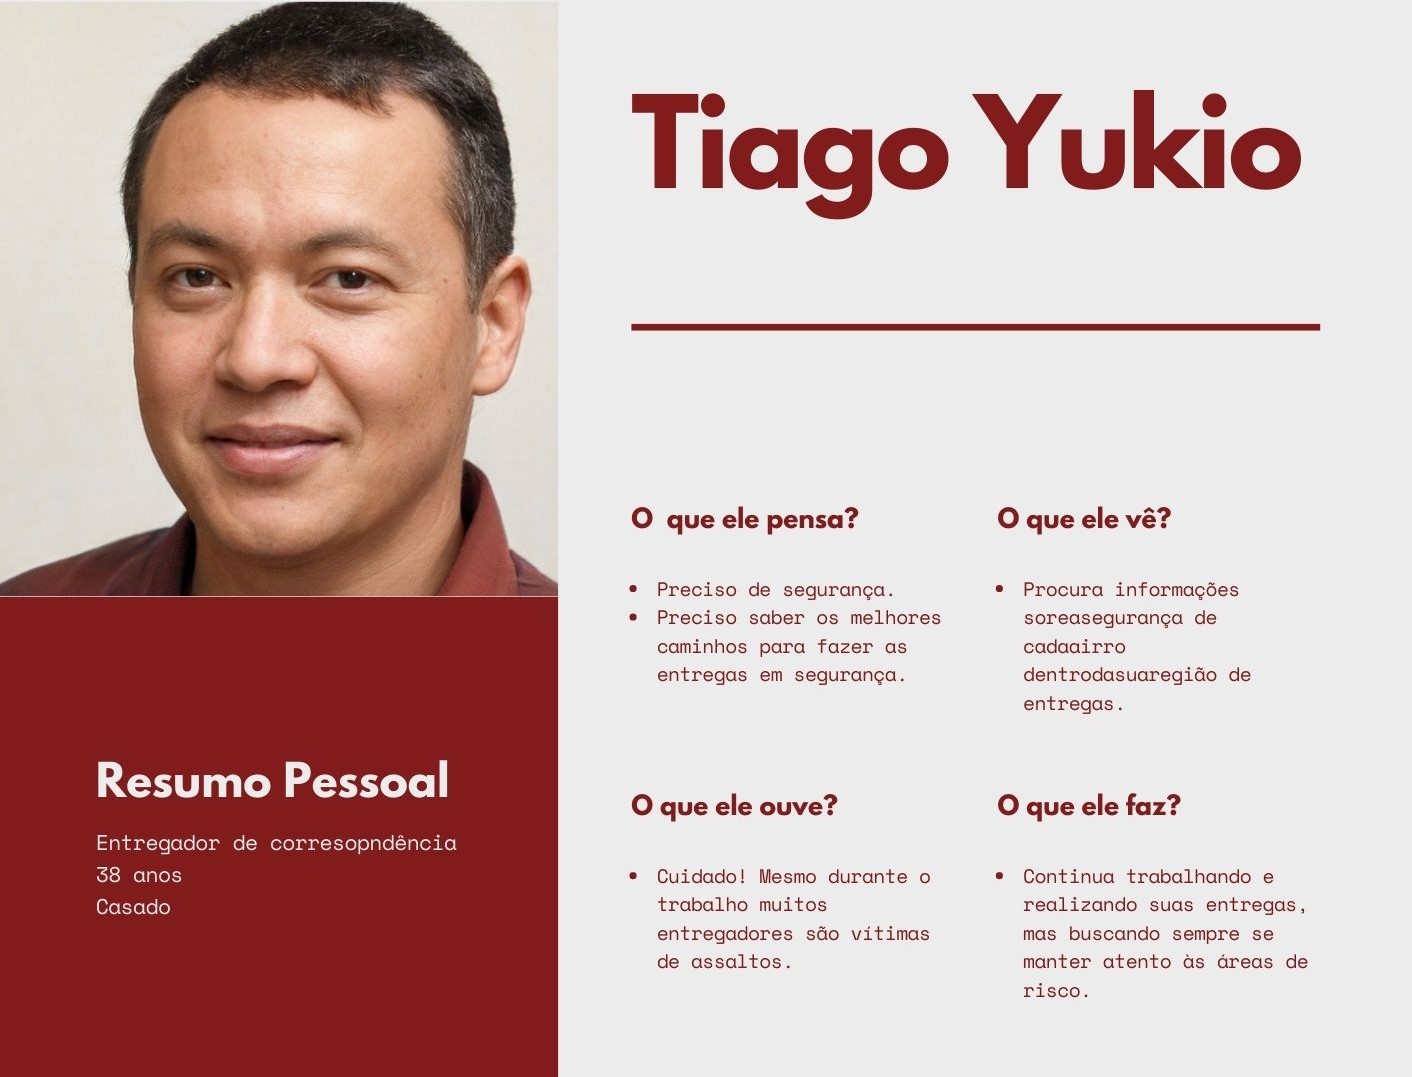 Tiago Yukio
O que ele pensa?
Preciso de segurança.
Preciso saber os melhores
caminhos para fazer as
entregas em segurança.
O que ele vê?
Procura informações
soreasegurança de
cadaairro
dentrodasuaregião de
entregas.
O que ele ouve?
Cuidado! Mesmo durante o
trabalho muitos
entregadores são vítimas
de assaltos.
O que ele faz?
Continua trabalhando e
realizando suas entregas,
mas buscando sempre se
manter atento às áreas de
risco.
Resumo Pessoal
Entregador de corresopndência
38 anos
Casado